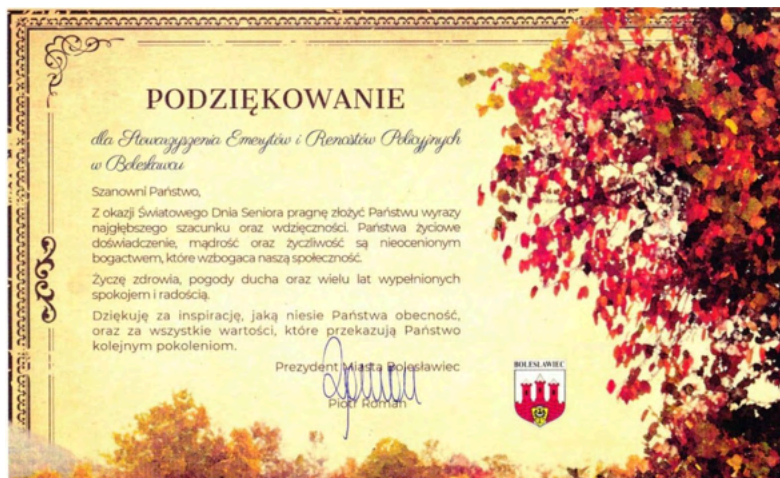 PODZIĘKOWANIE
dla Stowarzyszenia Emerytów i Rencistów Policyjnych
w Bolesławcu
Szanowni Państwo,
Z okazji Światowego Dnia Seniora pragnę złożyć Państwu wyrazy
najgłębszego szacunku oraz wdzięczności. Państwa życiowe
doświadczenie, mądrość oraz życzliwość są nieocenionym
bogactwem, które wzbogaca naszą społeczność.
Życzę zdrowia, pogody ducha oraz wielu lat wypełnionych
spokojem i radością.
Dziękuję za inspirację, jaką niesie Państwa obecność,
oraz za wszystkie wartości, które przekazują Państwo
kolejnym pokoleniom.
Prezydent Miasta Bolesławiec
Piotr Roman
BOLESŁAWIEC